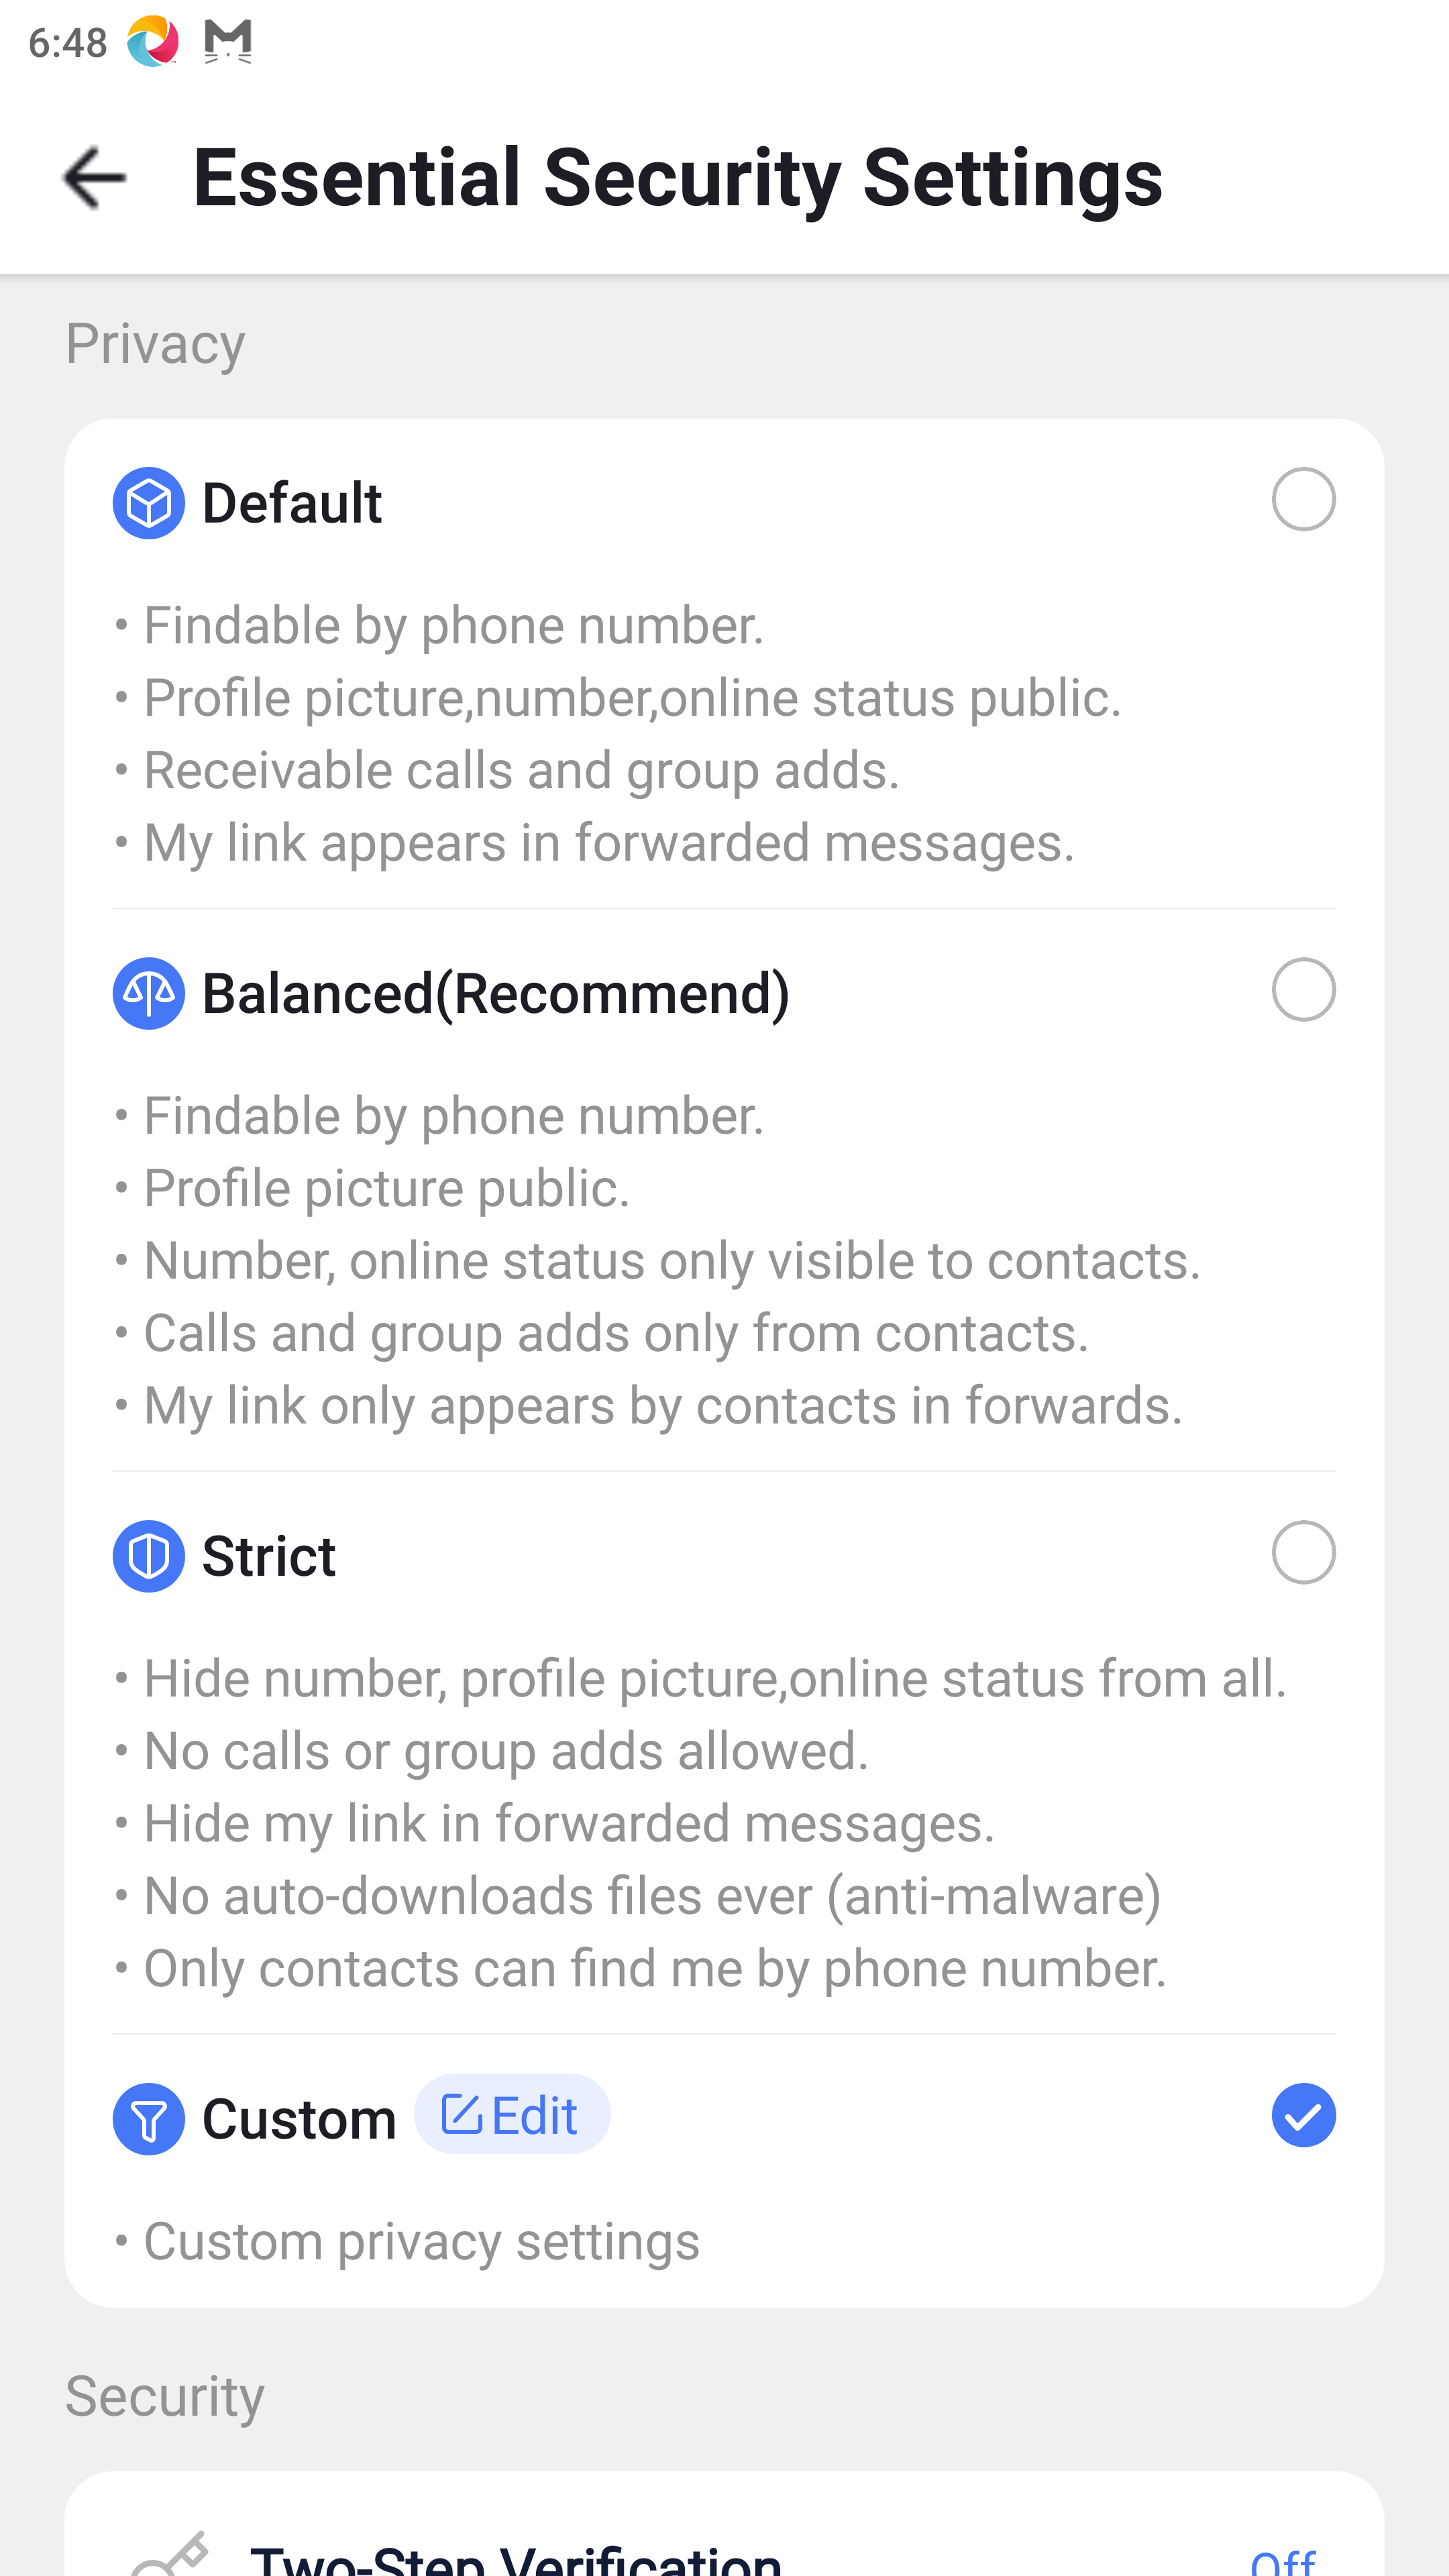 6:48
Essential Security Settings
Privacy
Default
• Findable by phone number.
• Profile picture,number,online status public.
• Receivable calls and group adds.
• My link appears in forwarded messages.
Balanced(Recommend)
• Findable by phone number.
• Profile picture public.
• Number, online status only visible to contacts.
• Calls and group adds only from contacts.
• My link only appears by contacts in forwards.
Strict
• Hide number, profile picture,online status from all.
• No calls or group adds allowed.
• Hide my link in forwarded messages.
• No auto-downloads files ever (anti-malware)
• Only contacts can find me by phone number.
Custom Edit
• Custom privacy settings
Security
Two-Step Verification Off